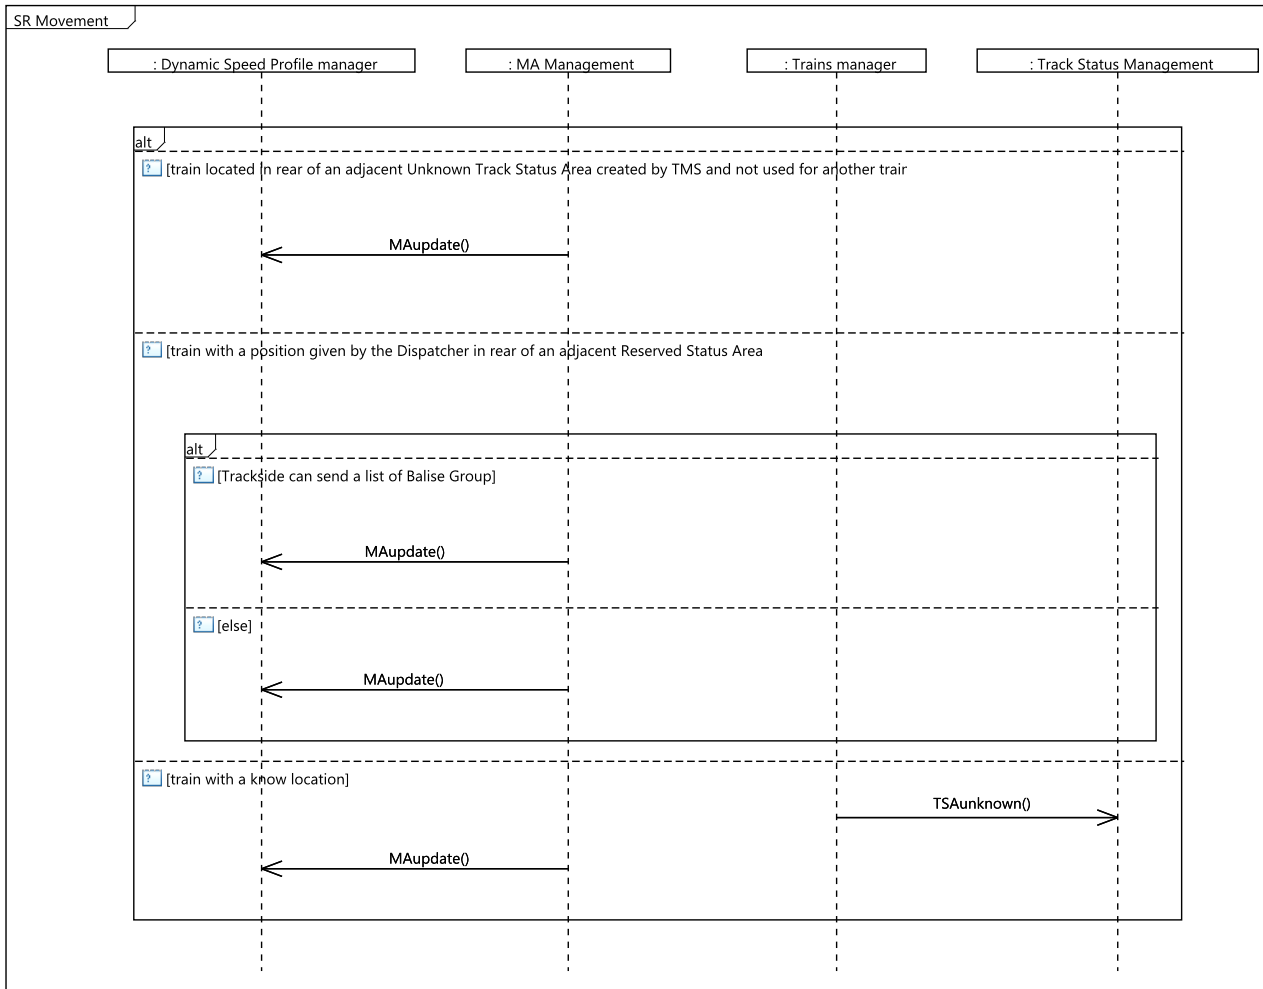 SR Movement
: Dynamic Speed Profile manager
: MA Management
: Trains manager
: Track Status Management
alt
? [train located in rear of an adjacent Unknown Track Status Area created by TMS and not used for another trair
MAupdate()
? [train with a position given by the Dispatcher in rear of an adjacent Reserved Status Area
alt
? [Trackside can send a list of Balise Group]
MAupdate()
? [else]
MAupdate()
? [train with a know location]
TSAunknown()
MAupdate()